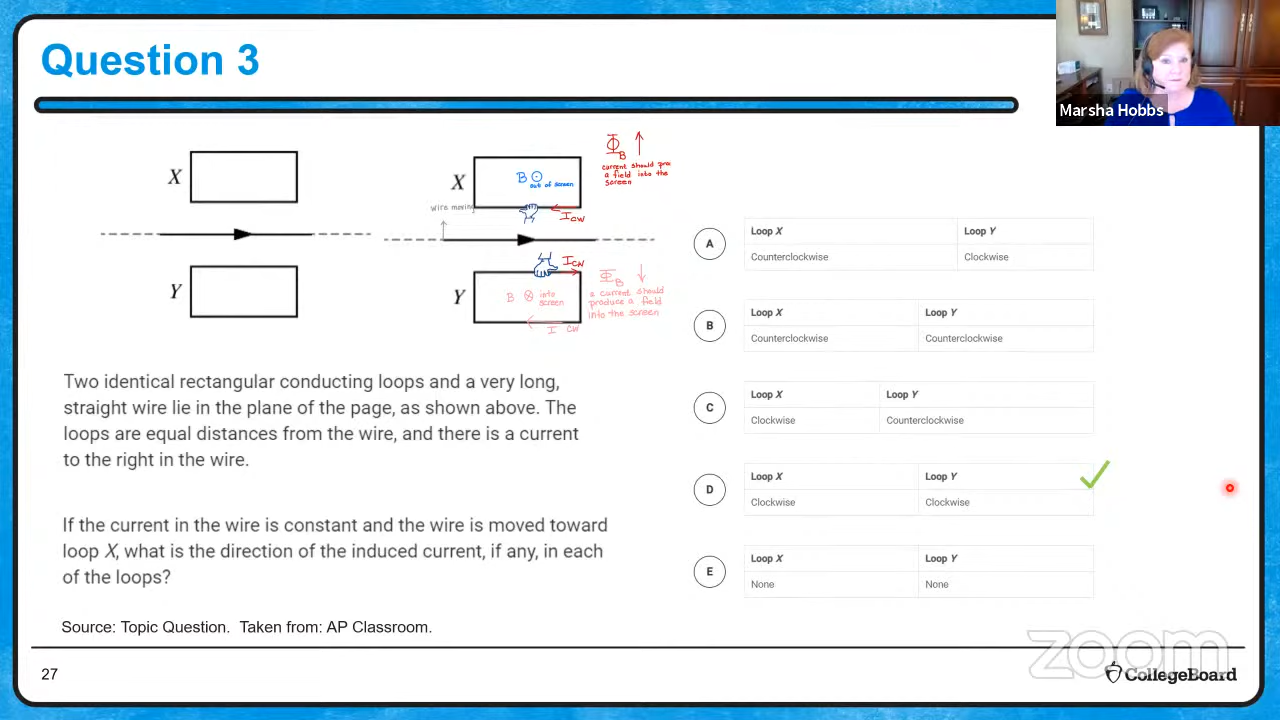 Question 3
Marsha Hobbs
X
Y
X
B ⊙
out of screen
wire moving
I CW
Φ B ↑
current should
a field into the
screen
I CW
Y
B ⊗ into
screen
I CW
Φ B ↓
a current should
produce a field
into the screen
Two identical rectangular conducting loops and a very long,
straight wire lie in the plane of the page, as shown above. The
loops are equal distances from the wire, and there is a current
to the right in the wire.
If the current in the wire is constant and the wire is moved toward
loop X, what is the direction of the induced current, if any, in each
of the loops?
Source: Topic Question. Taken from: AP Classroom.
A
Loop X Loop Y
Counterclockwise Clockwise
B
Loop X Loop Y
Counterclockwise Counterclockwise
C
Loop X Loop Y
Clockwise Counterclockwise
D
Loop X Loop Y
Clockwise Clockwise
E
Loop X Loop Y
None None
27
zoom
CollegeBoard